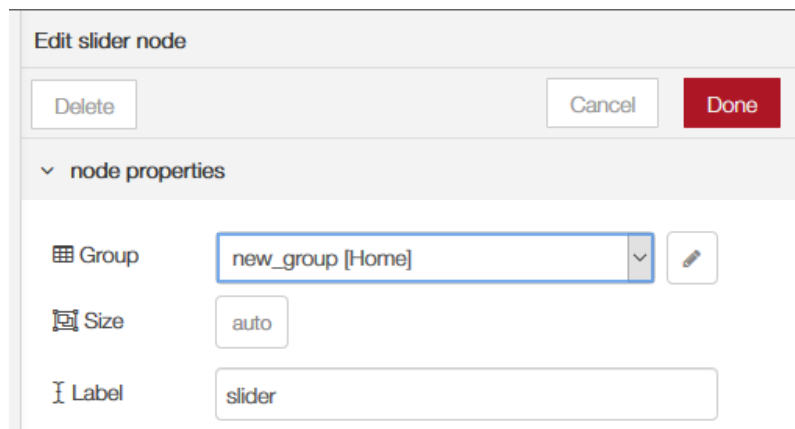 Edit slider node
Delete Cancel Done
node properties
Group new_group [Home]
Size auto
Label slider